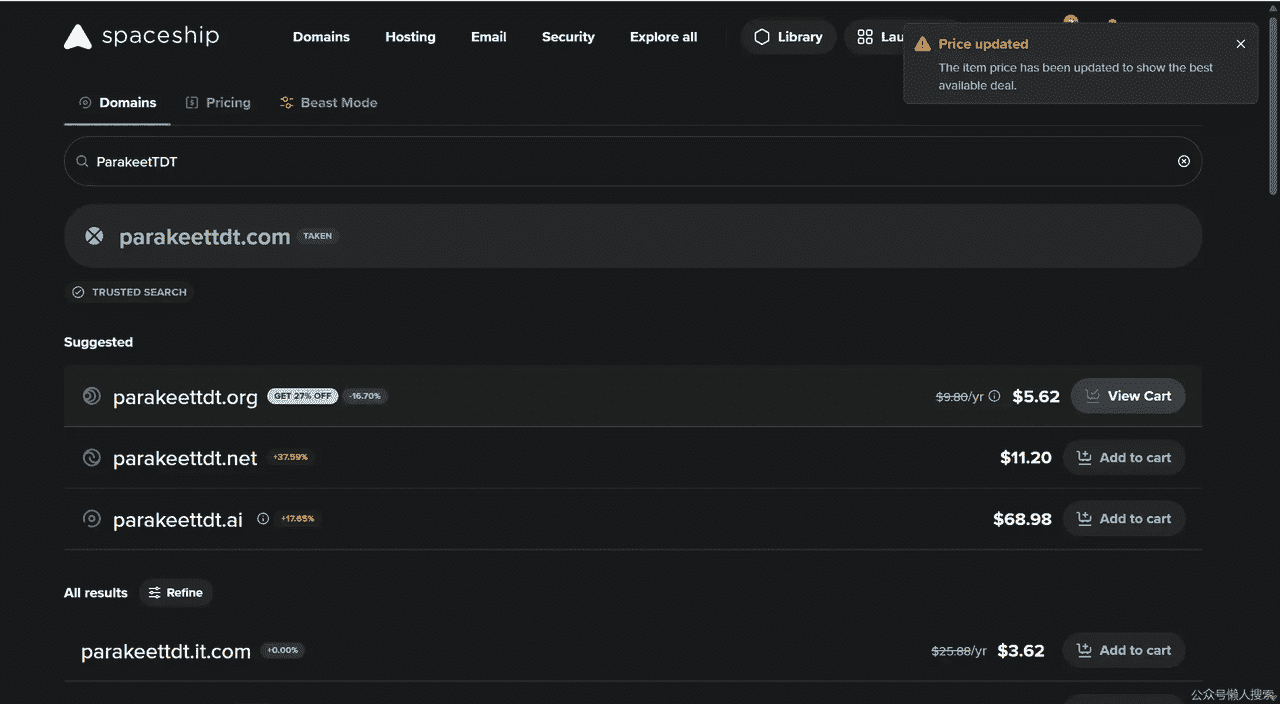 spaceship
Domains
Hosting
Email
Security
Explore all
Library
Lau
Price updated
The item price has been updated to show the best
available deal.
Domains
Pricing
Beast Mode
ParakeetTDT
parakeettdt.com TAKEN
TRUSTED SEARCH
Suggested
parakeettdt.org GET 27% OFF -16.70% $9.80/yr $5.62 View Cart
parakeettdt.net +37.59% $11.20 Add to cart
parakeettdt.ai +17.65% $68.98 Add to cart
All results Refine
parakeettdt.it.com +0.00% $25.88/yr $3.62 Add to cart
公众号懒人搜索